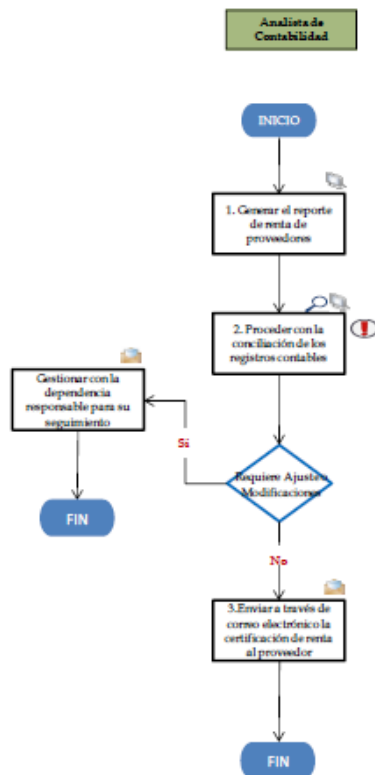 Analista de
Contabilidad
INICIO
1. Generar el reporte
de renta de
proveedores
2. Proceder con la
conciliación de los
registros contables
Gestionar con la
dependencia
responsable para su
seguimiento
Si
Requiere Ajuste o
Modificaciones
FIN
No
3.Enviar a través de
correo electrónico la
certificación de renta
al proveedor
FIN